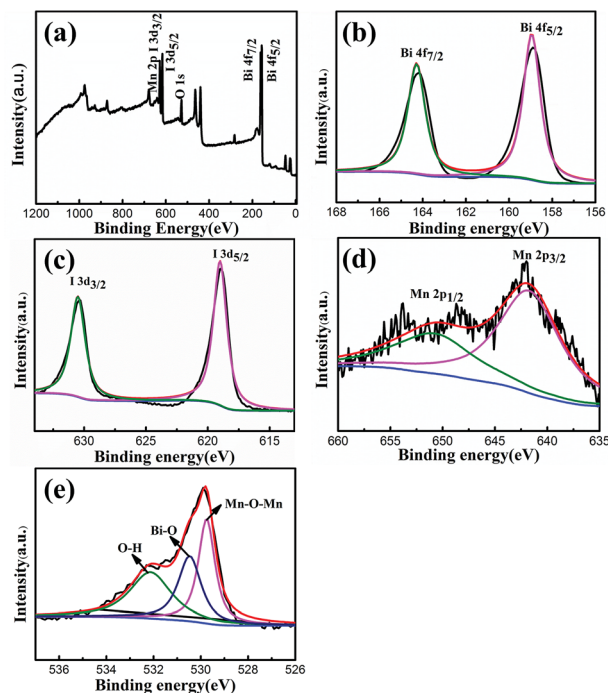 (a)
Mn 2p
I 3d3/2
I 3d5/2
O 1s
Bi 4f7/2
Bi 4f5/2
Intensity(a.u.)
1200 1000 800 600 400 200 0
Binding Energy(eV)
(b)
Bi 4f7/2
Bi 4f5/2
Intensity(a.u.)
168 166 164 162 160 158 156
Binding Energy(eV)
(c)
I 3d3/2
I 3d5/2
Intensity(a.u.)
630 625 620 615
Binding energy(eV)
(d)
Mn 2p1/2
Mn 2p3/2
Intensity(a.u.)
660 655 650 645 640 635
Binding energy(eV)
(e)
O-H
Bi-O
Mn-O-Mn
Intensity(a.u.)
536 534 532 530 528 526
Binding energy(eV)